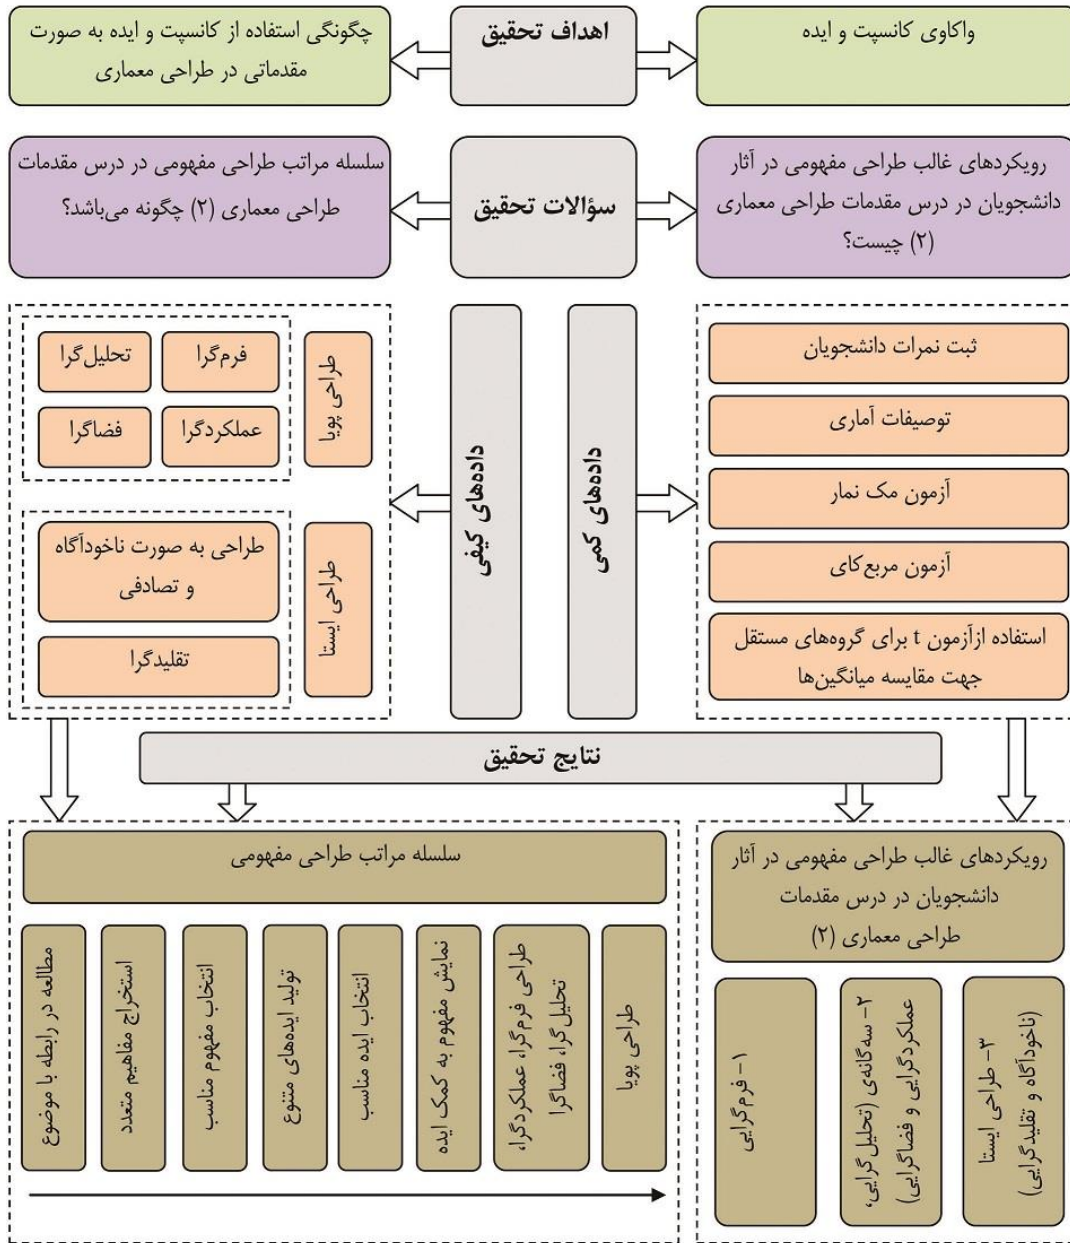 واکاوی کانسپت و ایده
اهداف تحقیق
چگونگی استفاده از کانسپت و ایده به صورت
مقدماتی در طراحی معماری
رویکردهای غالب طراحی مفهومی در آثار
دانشجویان در درس مقدمات طراحی معماری
(۲) چیست؟
سؤالات تحقیق
سلسله مراتب طراحی مفهومی در درس مقدمات
طراحی معماری (۲) چگونه می‌باشد؟
ثبت نمرات دانشجویان
توصیفات آماری
آزمون مک نمار
آزمون مربع‌کای
استفاده ازآزمون t برای گروه‌های مستقل
جهت مقایسه میانگین‌ها
داده‌های کمی
داده‌های کیفی
طراحی پویا
فرم‌گرا
تحلیل‌گرا
عملکردگرا
فضاگرا
طراحی ایستا
طراحی به صورت ناخودآگاه
و تصادفی
تقلیدگرا
نتایج تحقیق
رویکردهای غالب طراحی مفهومی در آثار
دانشجویان در درس مقدمات
طراحی معماری (۲)
۱- فرم‌گرایی
۲- سه‌گانه‌ی (تحلیل‌گرایی،
عملکردگرایی و فضاگرایی)
۳- طراحی ایستا
(ناخودآگاه و تقلیدگرایی)
سلسله مراتب طراحی مفهومی
مطالعه در رابطه با موضوع
استخراج مفاهیم متعدد
انتخاب مفهوم مناسب
تولید ایده‌های متنوع
انتخاب ایده مناسب
نمایش مفهوم به کمک ایده
طراحی فرم‌گرا، عملکردگرا،
تحلیل‌گرا، فضاگرا
طراحی پویا